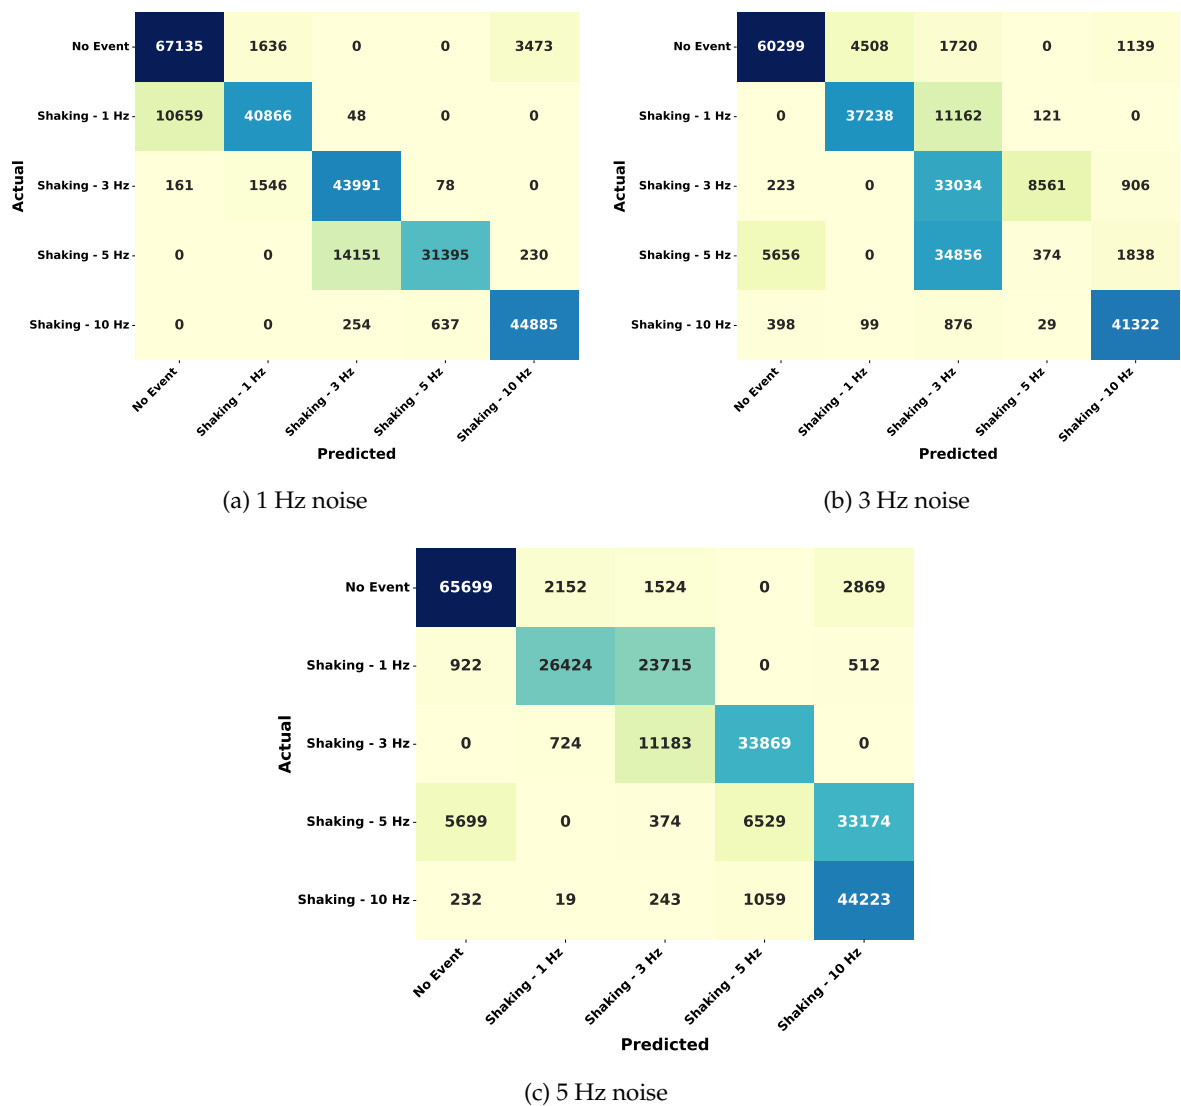 No Event 67135 1636 0 0 3473
Shaking - 1 Hz 10659 40866 48 0 0
Shaking - 3 Hz 161 1546 43991 78 0
Shaking - 5 Hz 0 0 14151 31395 230
Shaking - 10 Hz 0 0 254 637 44885
Actual
No Event Shaking - 1 Hz Shaking - 3 Hz Shaking - 5 Hz Shaking - 10 Hz
Predicted
(a) 1 Hz noise
No Event 60299 4508 1720 0 1139
Shaking - 1 Hz 0 37238 11162 121 0
Shaking - 3 Hz 223 0 33034 8561 906
Shaking - 5 Hz 5656 0 34856 374 1838
Shaking - 10 Hz 398 99 876 29 41322
Actual
No Event Shaking - 1 Hz Shaking - 3 Hz Shaking - 5 Hz Shaking - 10 Hz
Predicted
(b) 3 Hz noise
No Event 65699 2152 1524 0 2869
Shaking - 1 Hz 922 26424 23715 0 512
Shaking - 3 Hz 0 724 11183 33869 0
Shaking - 5 Hz 5699 0 374 6529 33174
Shaking - 10 Hz 232 19 243 1059 44223
Actual
No Event Shaking - 1 Hz Shaking - 3 Hz Shaking - 5 Hz Shaking - 10 Hz
Predicted
(c) 5 Hz noise